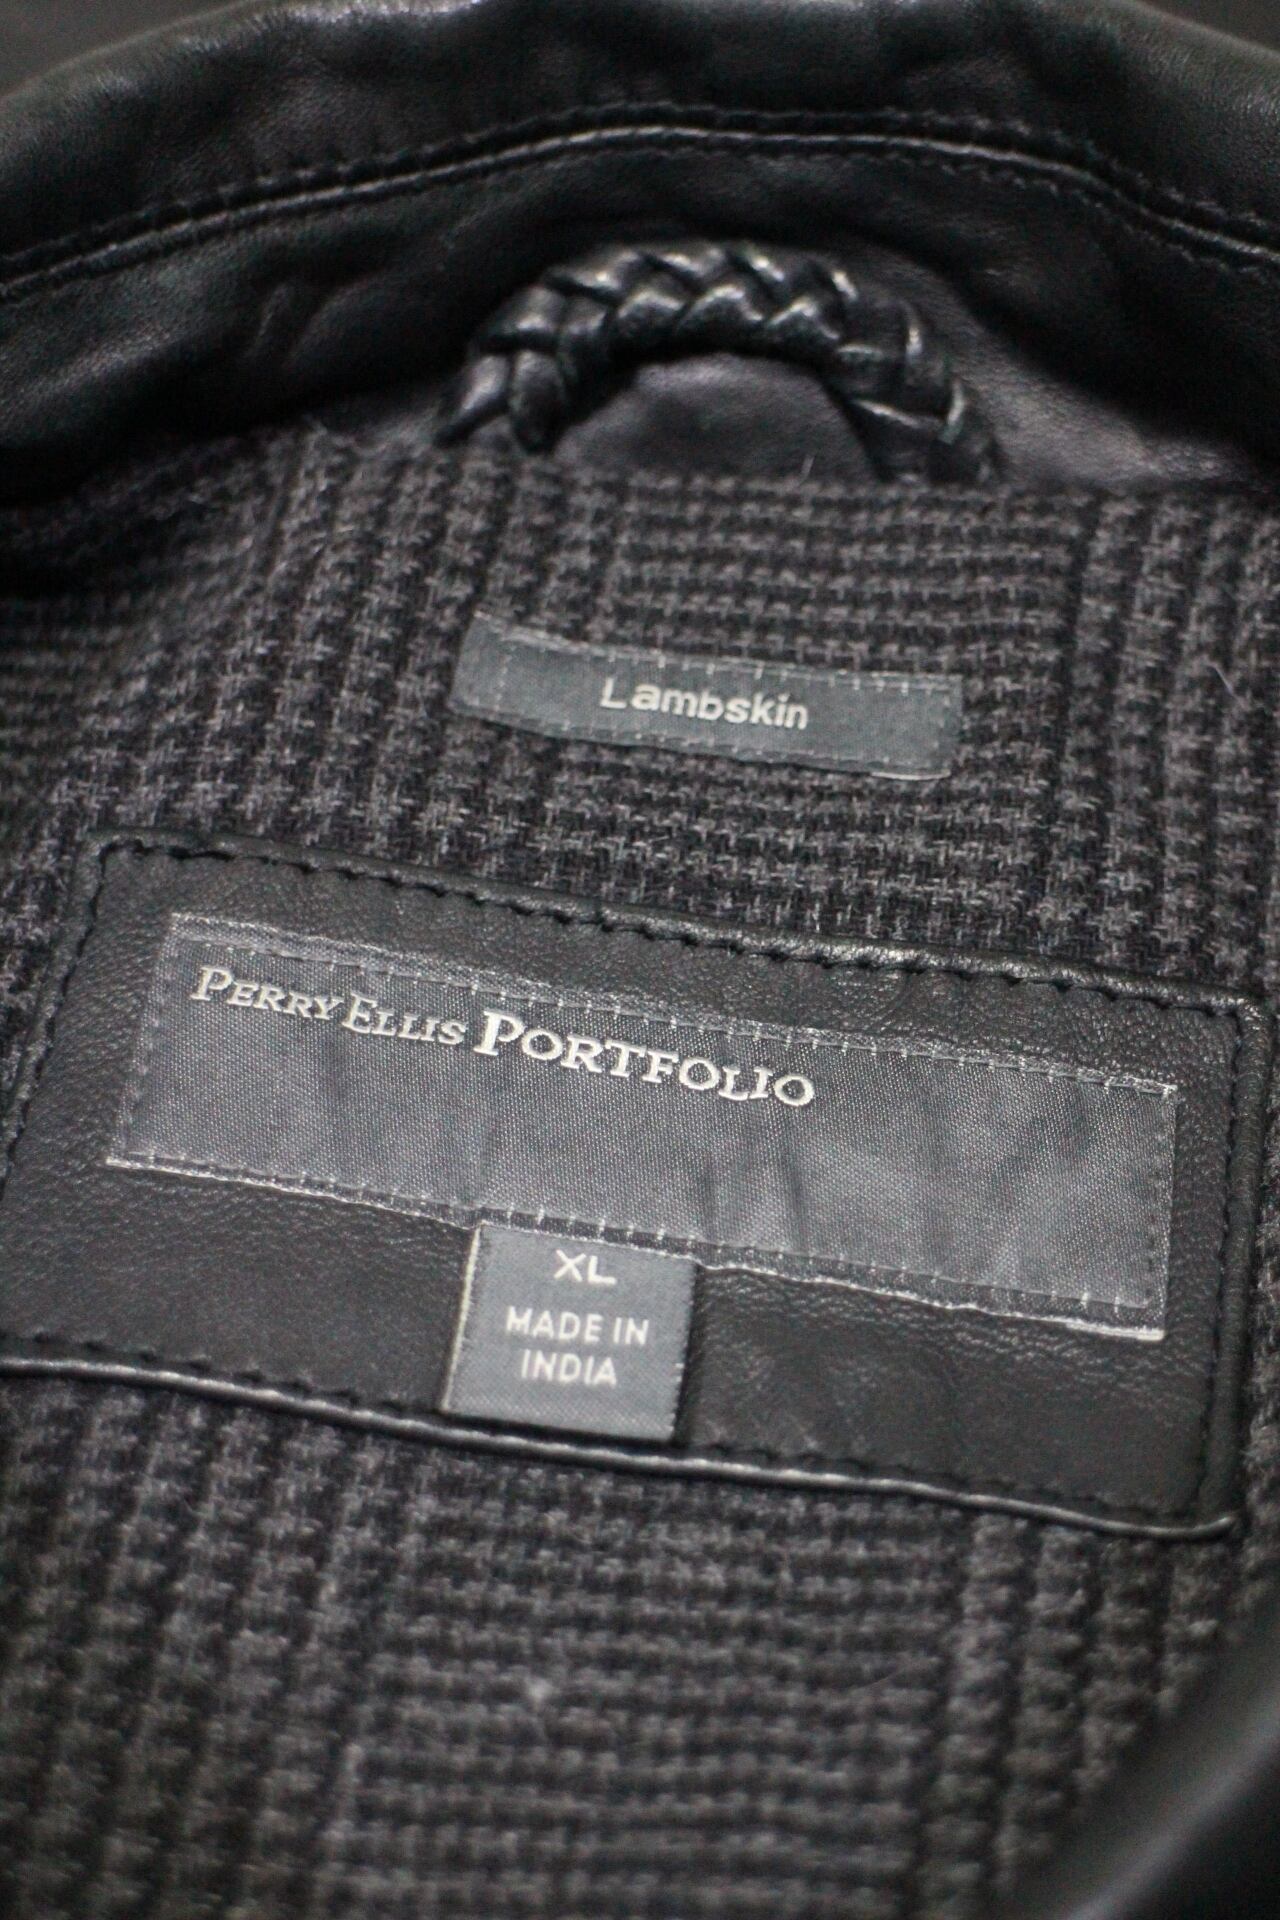 Lambskin
PERRY ELLIS PORTFOLIO
XL
MADE IN
INDIA